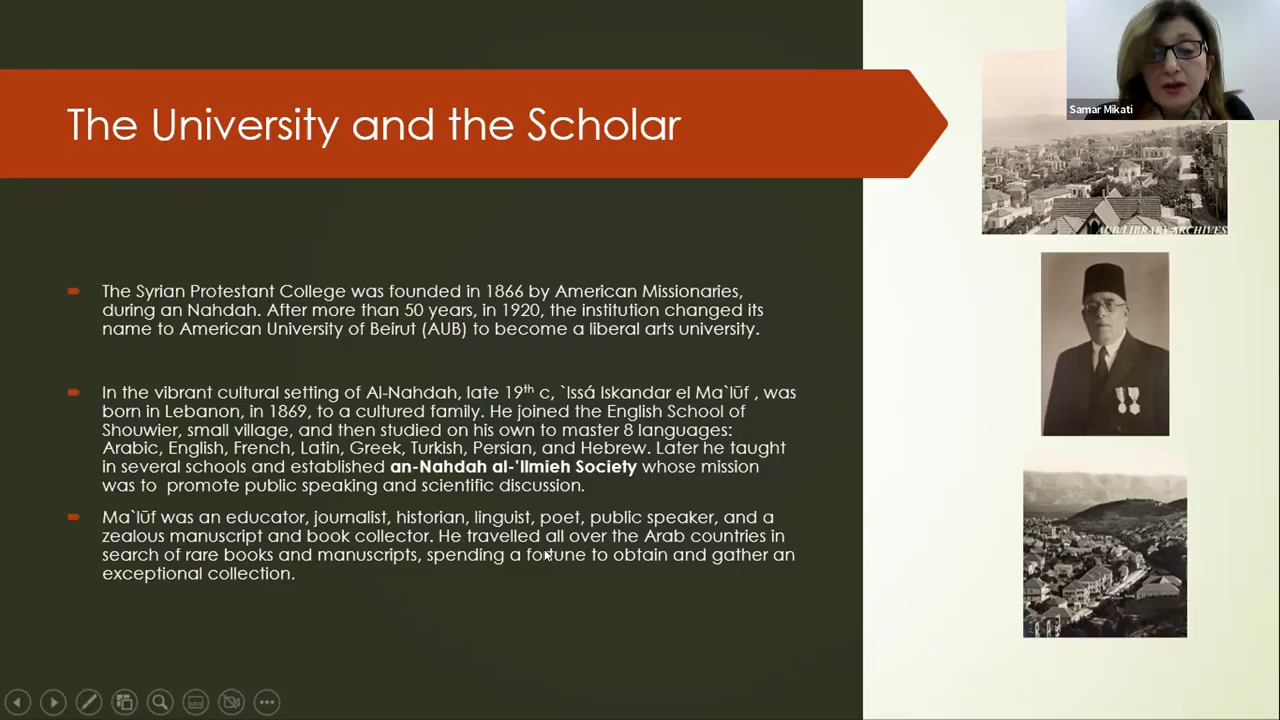 The University and the Scholar
Samar Mikati
AUB/LIBRARY ARCHIVES
The Syrian Protestant College was founded in 1866 by American Missionaries,
during an Nahdah. After more than 50 years, in 1920, the institution changed its
name to American University of Beirut (AUB) to become a liberal arts university.
In the vibrant cultural setting of Al-Nahdah, late 19th c, `Issá Iskandar el Ma`lūf , was
born in Lebanon, in 1869, to a cultured family. He joined the English School of
Shouwier, small village, and then studied on his own to master 8 languages:
Arabic, English, French, Latin, Greek, Turkish, Persian, and Hebrew. Later he taught
in several schools and established an-Nahdah al-'Ilmieh Society whose mission
was to promote public speaking and scientific discussion.
Ma`lūf was an educator, journalist, historian, linguist, poet, public speaker, and a
zealous manuscript and book collector. He travelled all over the Arab countries in
search of rare books and manuscripts, spending a fortune to obtain and gather an
exceptional collection.